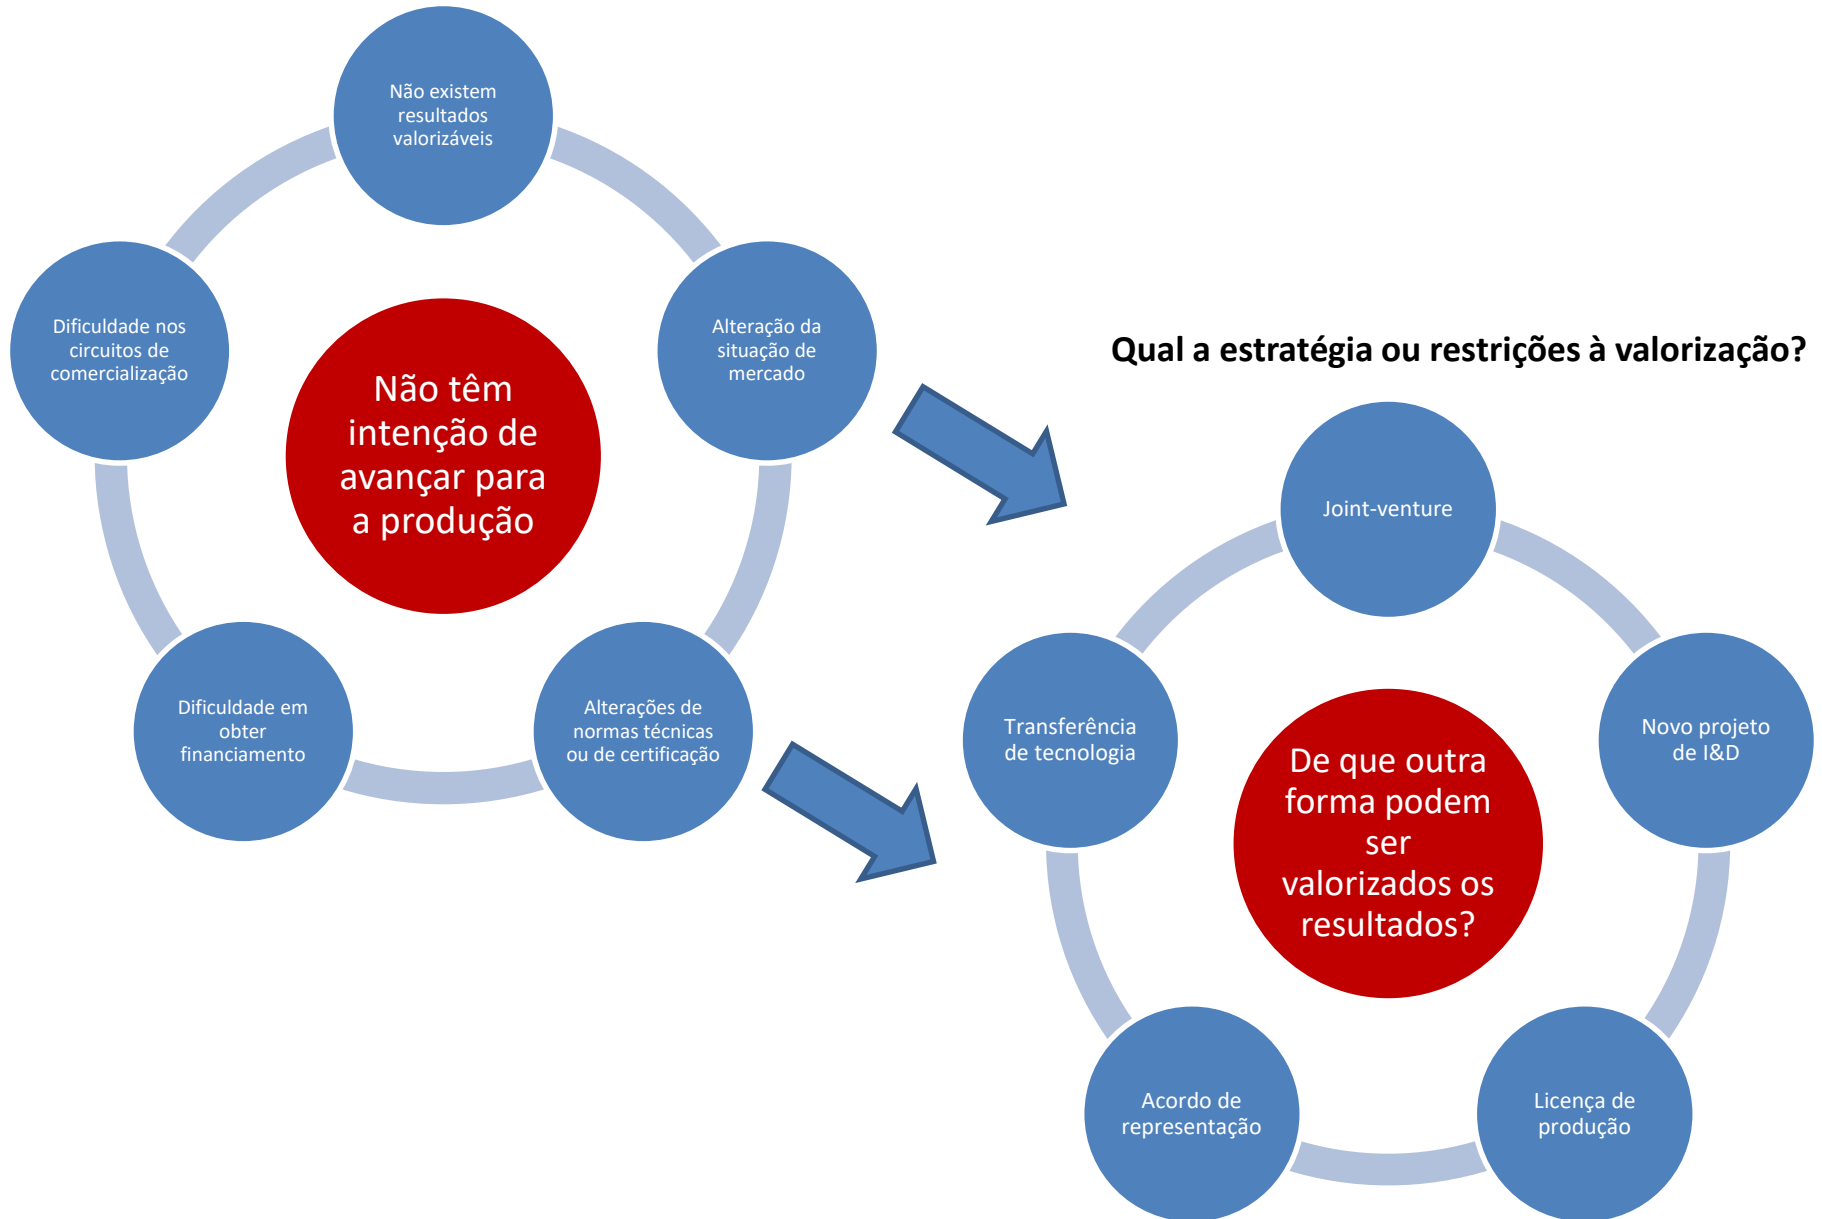 Não existem
resultados
valorizáveis
Dificuldade nos
circuitos de
comercialização
Alteração da
situação de
mercado
Não têm
intenção de
avançar para
a produção
Dificuldade em
obter
financiamento
Alterações de
normas técnicas
ou de certificação
Qual a estratégia ou restrições à valorização?
Joint-venture
Transferência
de tecnologia
Novo projeto
de I&D
De que outra
forma podem
ser
valorizados os
resultados?
Acordo de
representação
Licença de
produção